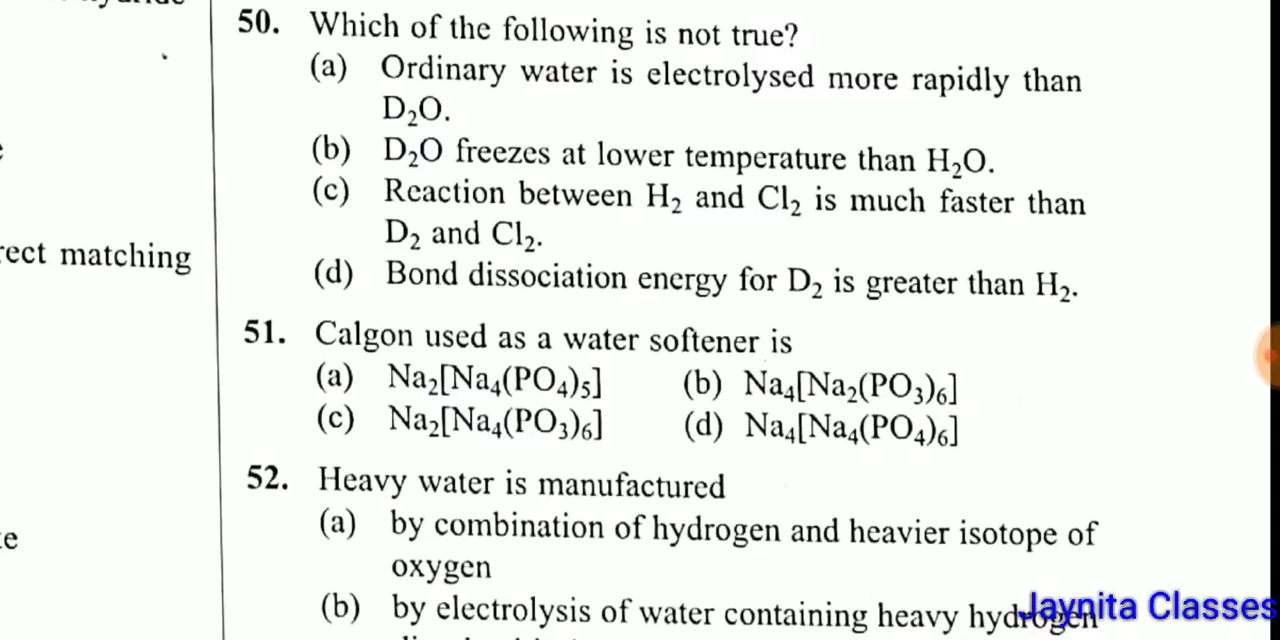 50. Which of the following is not true?
(a) Ordinary water is electrolysed more rapidly than
D₂O.
(b) D₂O freezes at lower temperature than H₂O.
(c) Reaction between H₂ and Cl₂ is much faster than
D₂ and Cl₂.
rect matching
(d) Bond dissociation energy for D₂ is greater than H₂.
51. Calgon used as a water softener is
(a) Na₂[Na₄(PO₄)₅] (b) Na₄[Na₂(PO₃)₆]
(c) Na₂[Na₄(PO₃)₆] (d) Na₄[Na₄(PO₄)₆]
52. Heavy water is manufactured
(a) by combination of hydrogen and heavier isotope of
oxygen
(b) by electrolysis of water containing heavy hydrogen
Jaynita Classes